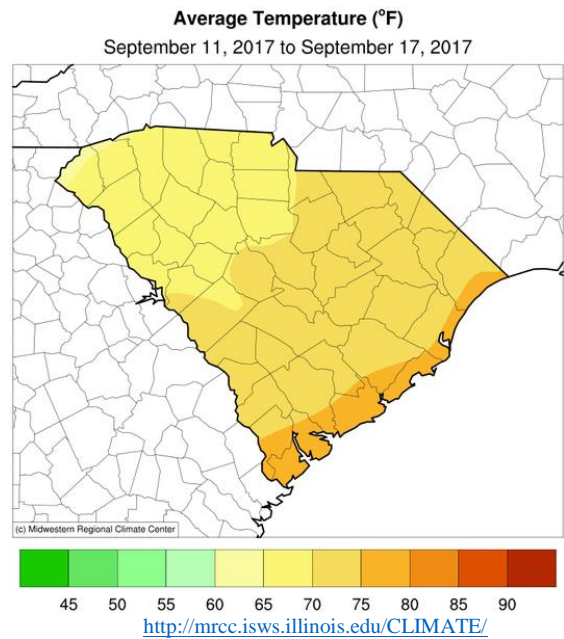 Average Temperature (°F)
September 11, 2017 to September 17, 2017
(c) Midwestern Regional Climate Center
45 50 55 60 65 70 75 80 85 90
http://mrcc.isws.illinois.edu/CLIMATE/